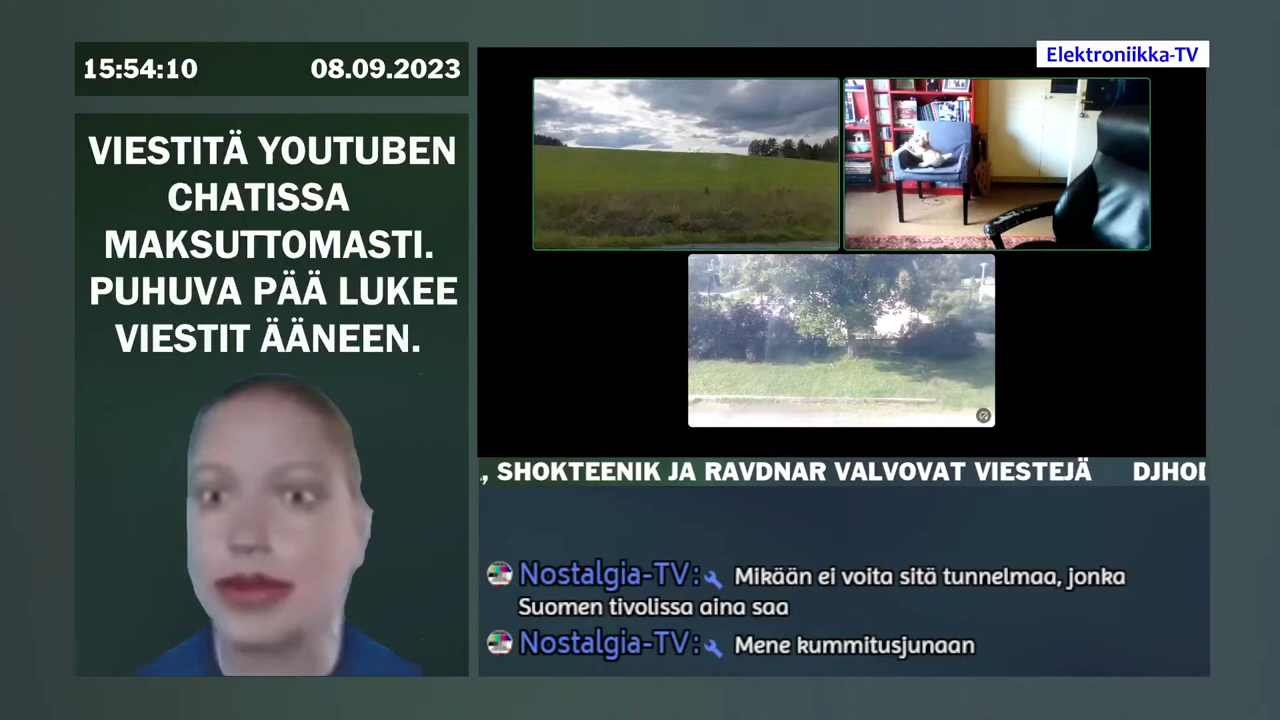 15:54:10 08.09.2023
Elektroniikka-TV
VIESTITÄ YOUTUBEN
CHATISSA
MAKSUTTOMASTI.
PUHUVA PÄÄ LUKEE
VIESTIT ÄÄNEEN.
, SHOKTEENIK JA RAVDNAR VALVOVAT VIESTEJÄ
Nostalgia-TV: Mikään ei voita sitä tunnelmaa, jonka
Suomen tivolissa aina saa
Nostalgia-TV: Mene kummitusjunaan